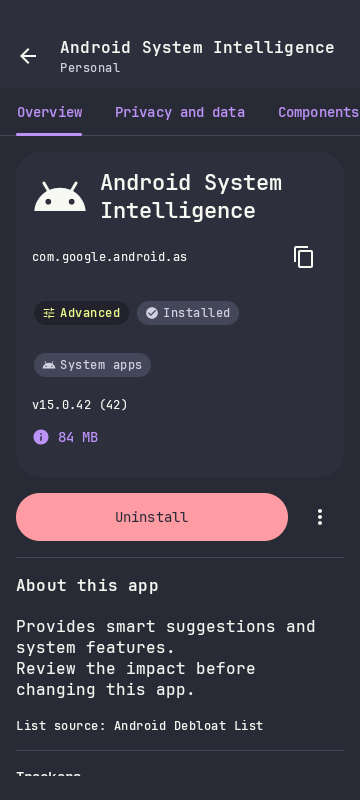 Android System Intelligence
Personal
Overview
Privacy and data
Components
Android System
Intelligence
com.google.android.as
Advanced
Installed
System apps
v15.0.42 (42)
84 MB
Uninstall
About this app
Provides smart suggestions and
system features.
Review the impact before
changing this app.
List source: Android Debloat List
Trackers